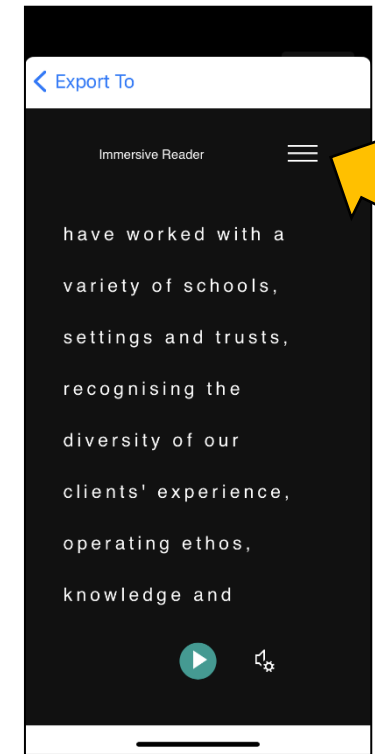 Export To
Immersive Reader
have worked with a
variety of schools,
settings and trusts,
recognising the
diversity of our
clients' experience,
operating ethos,
knowledge and